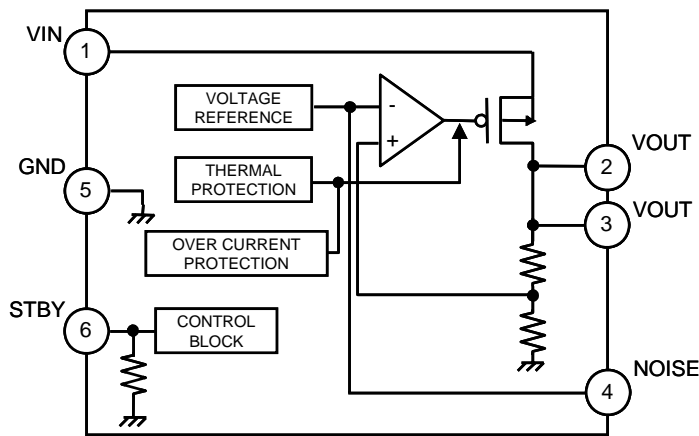 VIN
1
VOLTAGE
REFERENCE
-
+
VOUT
2
GND
5
THERMAL
PROTECTION
VOUT
3
OVER CURRENT
PROTECTION
STBY
6
CONTROL
BLOCK
NOISE
4